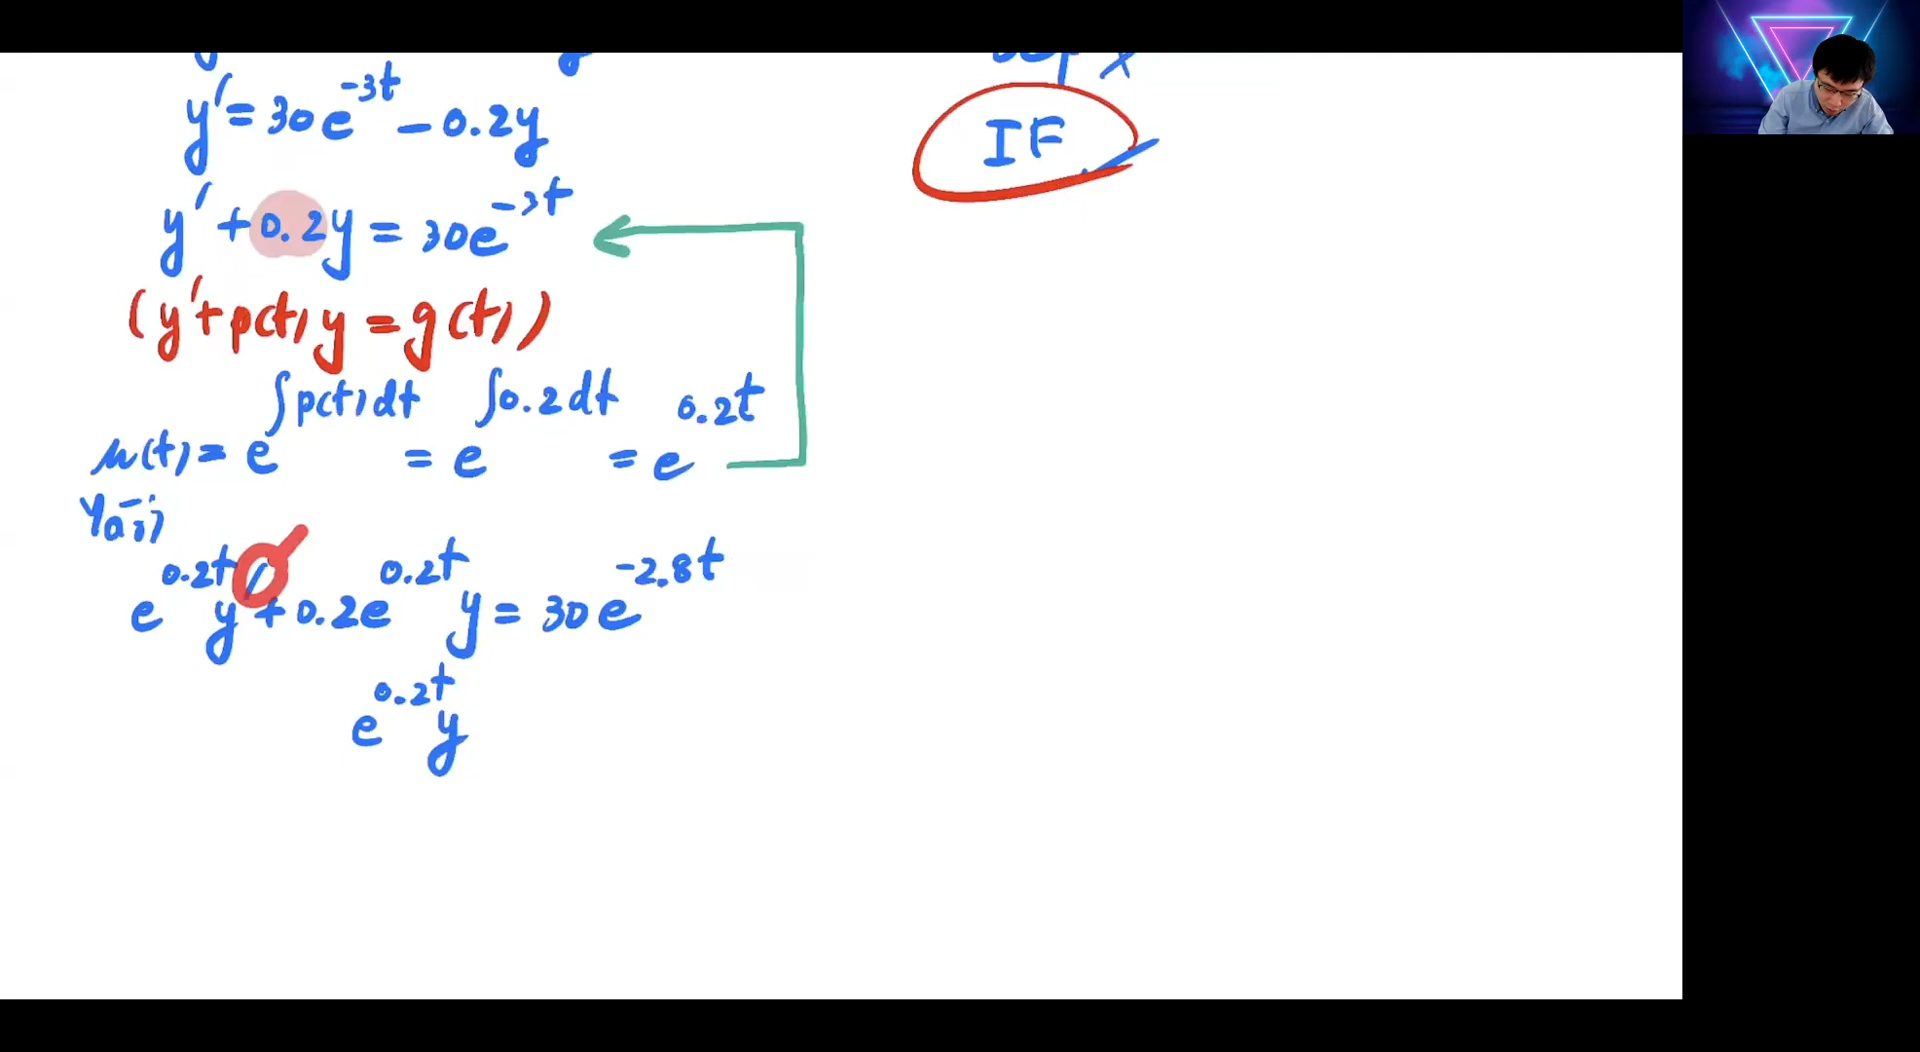 y' = 30e^{-3t} - 0.2y
IF
y' + 0.2y = 30e^{-3t}
(y' + p(t)y = g(t))
μ(t) = e^{∫p(t)dt} = e^{∫0.2dt} = e^{0.2t}
e^{0.2t}y' + 0.2e^{0.2t}y = 30e^{-2.8t}
e^{0.2t}y